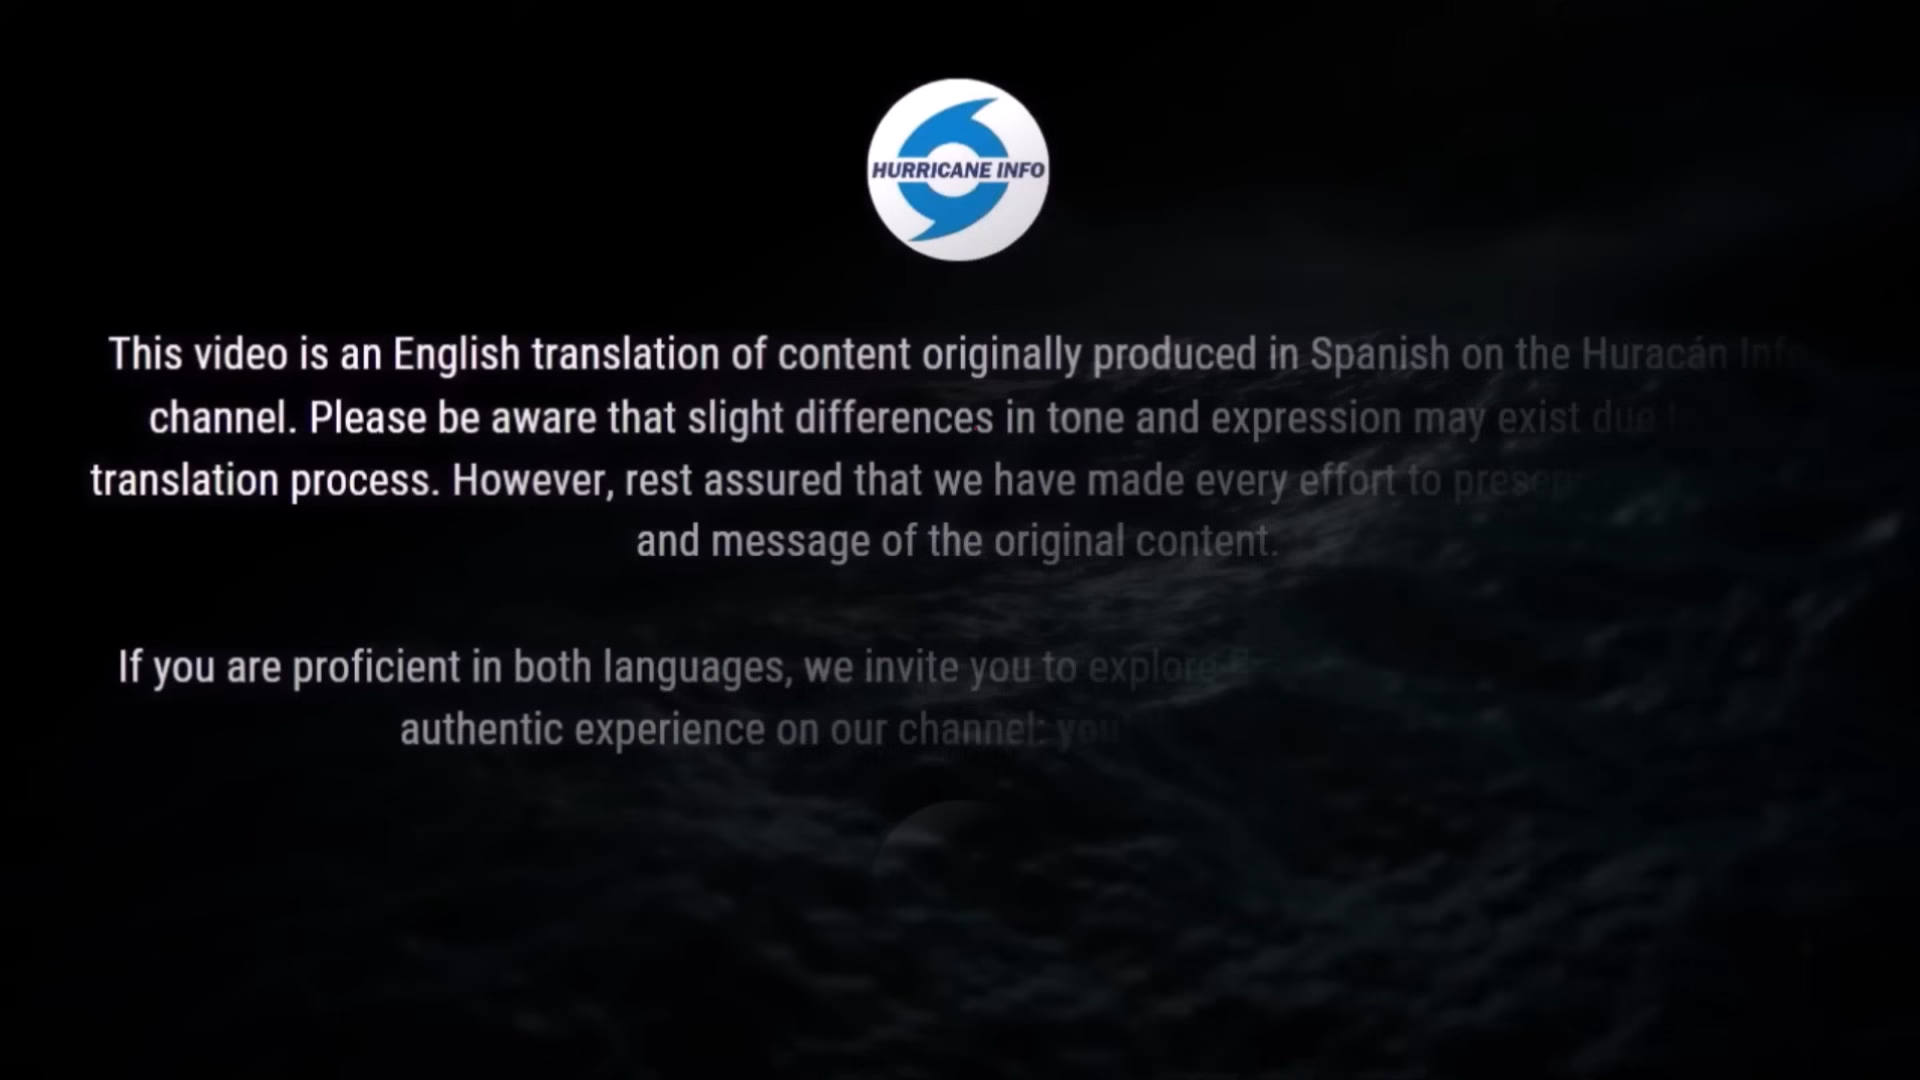 HURRICANE INFO
This video is an English translation of content originally produced in Spanish on the Huracán Info
channel. Please be aware that slight differences in tone and expression may exist due
translation process. However, rest assured that we have made every effort to
and message of the original content.
If you are proficient in both languages, we invite you to explore
authentic experience on our channel: